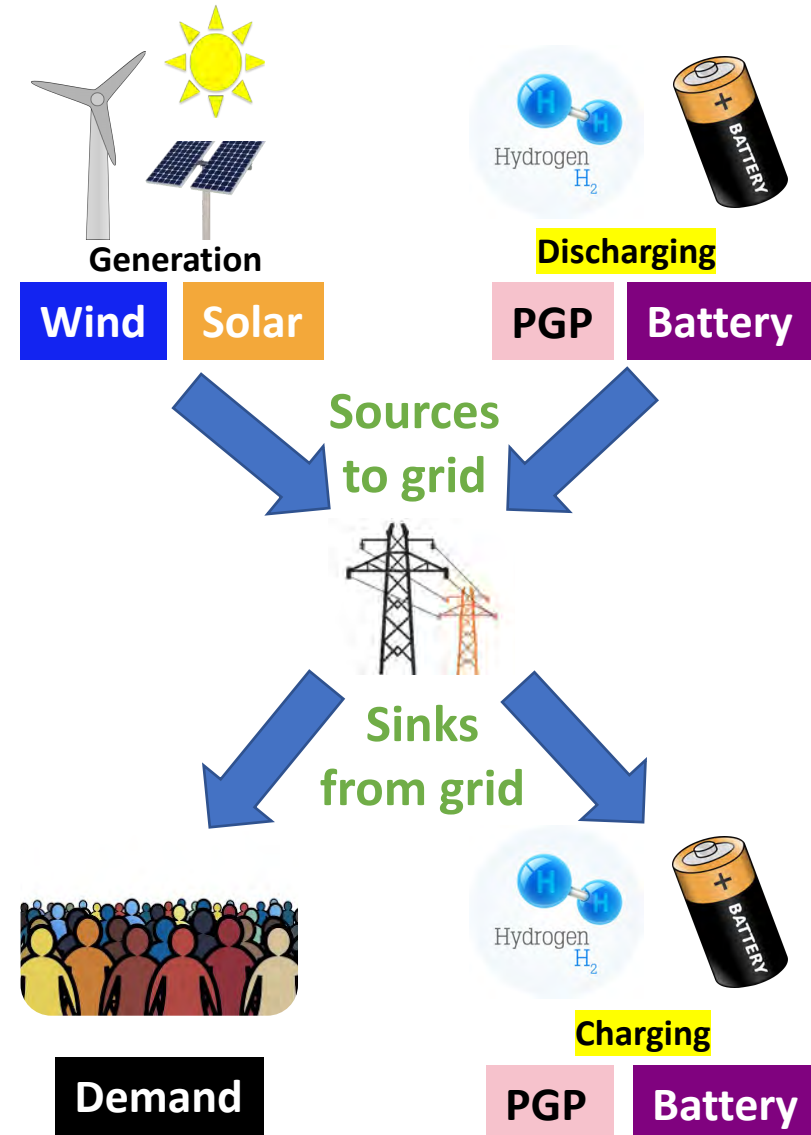 H H
Hydrogen
H2
+
BATTERY
Generation
Discharging
Wind Solar
PGP Battery
Sources
to grid
Sinks
from grid
H H
Hydrogen
H2
+
BATTERY
Charging
Demand
PGP Battery